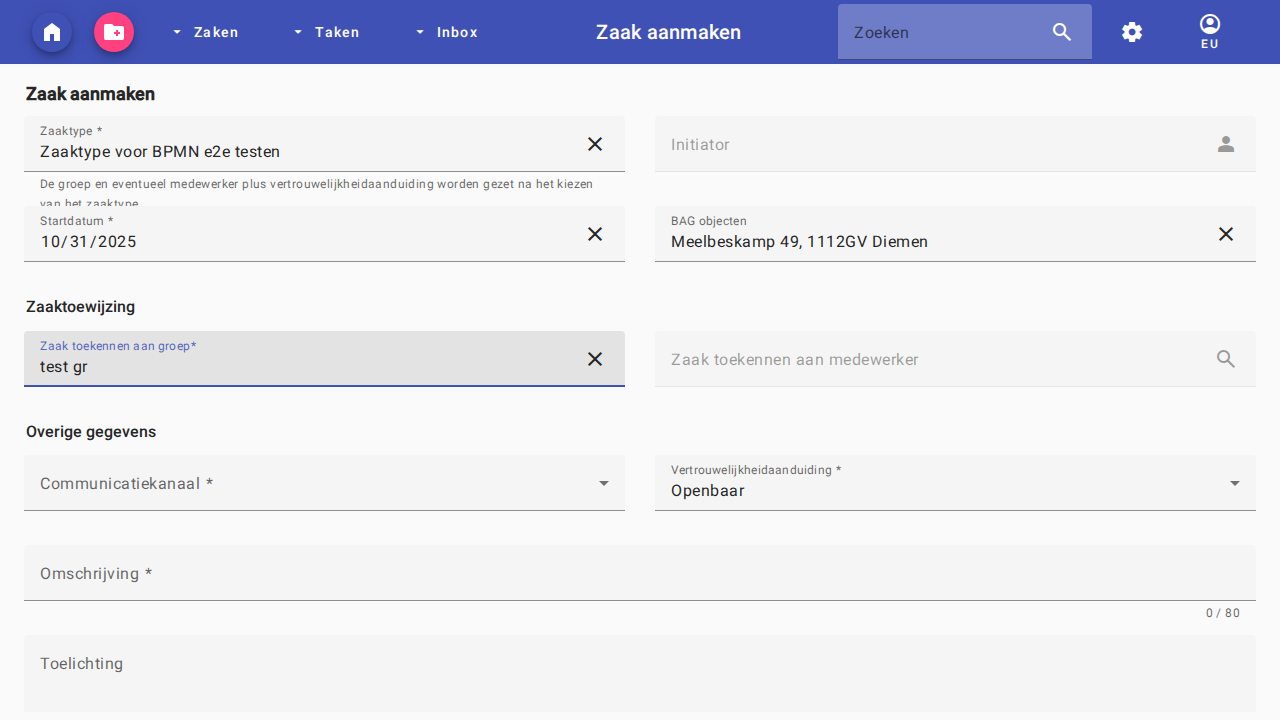 Zaken
Taken
Inbox
Zaak aanmaken
Zoeken
EU
Zaak aanmaken
Zaaktype *
Zaaktype voor BPMN e2e testen
Initiator
De groep en eventueel medewerker plus vertrouwelijkheidaanduiding worden gezet na het kiezen
van het zaaktype
Startdatum *
10/31/2025
BAG objecten
Meelbeskamp 49, 1112GV Diemen
Zaaktoewijzing
Zaak toekennen aan groep*
test gr
Zaak toekennen aan medewerker
Overige gegevens
Communicatiekanaal *
Vertrouwelijkheidaanduiding *
Openbaar
Omschrijving *
0 / 80
Toelichting